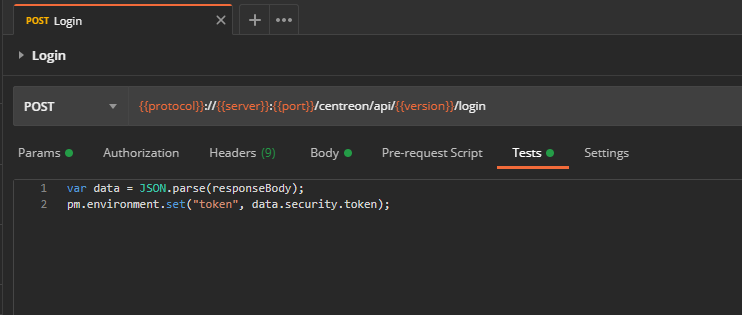 POST Login
Login
POST {{protocol}}://{{server}}:{{port}}/centreon/api/{{version}}/login
Params Authorization Headers (9) Body Pre-request Script Tests Settings
1 var data = JSON.parse(responseBody);
2 pm.environment.set("token", data.security.token);